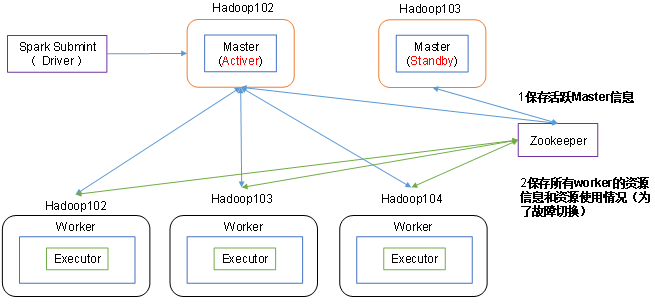 Hadoop102
Hadoop103
Spark Submint
( Driver )
Master
(Activer)
Master
(Standby)
1保存活跃Master信息
Zookeeper
2保存所有worker的资源
信息和资源使用情况（为
了故障切换）
Hadoop102
Hadoop103
Hadoop104
Worker
Worker
Worker
Executor
Executor
Executor